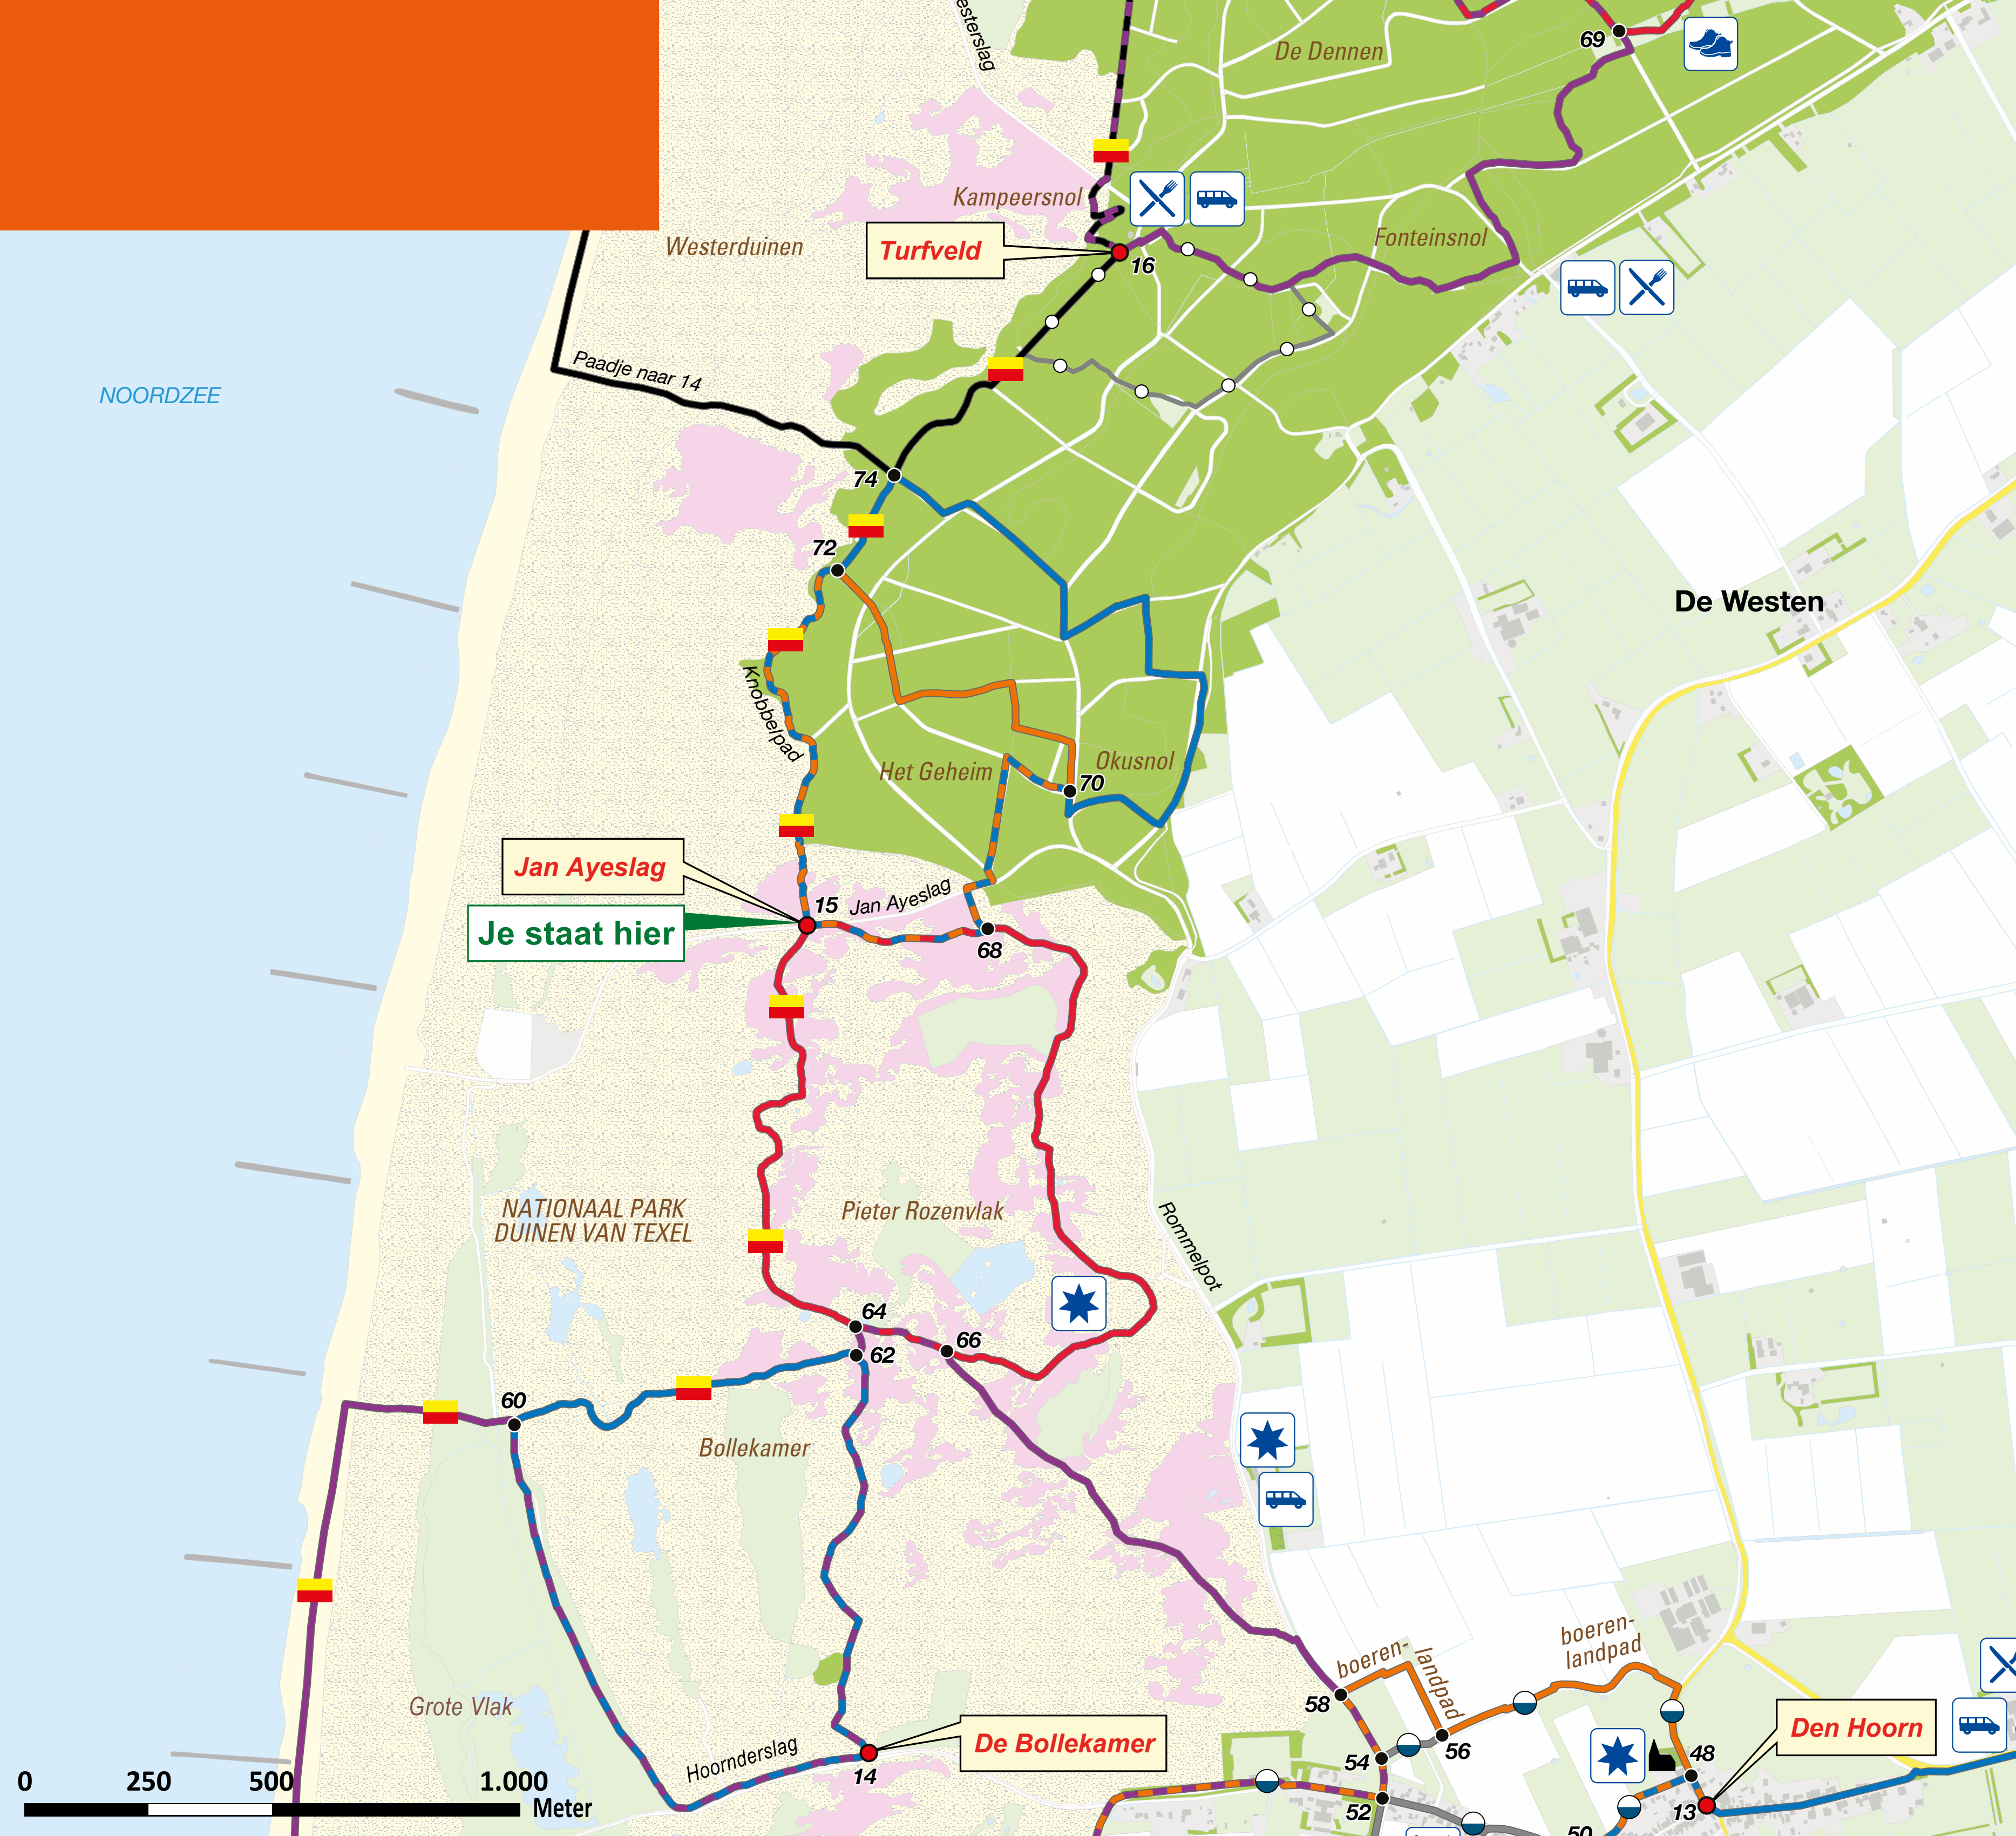 esterslag
De Dennen
69
Kampeersnol
Westerduinen
Turfveld
16
Fonteinsnol
Paadje naar 14
NOORDZEE
74
72
De Westen
Knobbelpad
Het Geheim
Okusnol
70
Jan Ayeslag
15
Jan Ayeslag
Je staat hier
68
NATIONAAL PARK
DUINEN VAN TEXEL
Pieter Rozenvlak
Rommelpot
64
66
62
60
Bollekamer
boeren-
landpad
boeren-
landpad
58
Grote Vlak
Den Hoorn
De Bollekamer
Hoornderslag
54
56
48
14
0 250 500 1.000
Meter
52
13
50